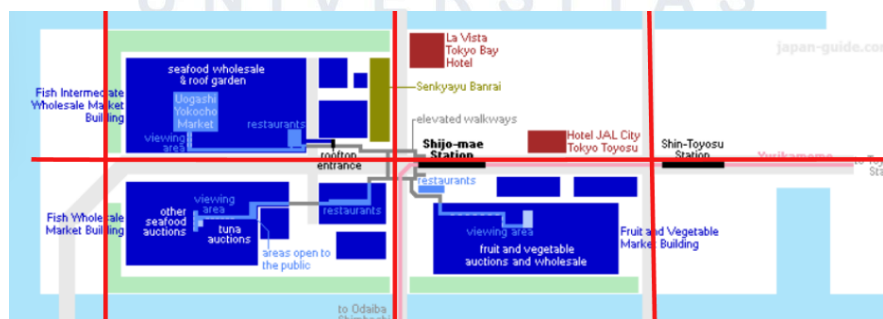 UNIVERSITAS
La Vista
Tokyo Bay
Hotel
japan-guide.com
seafood wholesale
& roof garden
Fish Intermediate
Wholesale Market
Building
Uogashi
Yokocho
Market
Senkyayu Banrai
restaurants
elevated walkways
viewing
area
Hotel JAL City
Tokyo Toyosu
Shijo-mae
Station
rooftop
entrance
Shin-Toyosu
Station
Yurikamome
to
restaurants
viewing
area
Fish Wholesale
Market Building
other
seafood
auctions
tuna
auctions
restaurants
viewing area
Fruit and Vegetable
Market Building
areas open to
the public
fruit and vegetable
auctions and wholesale
to Odaiba